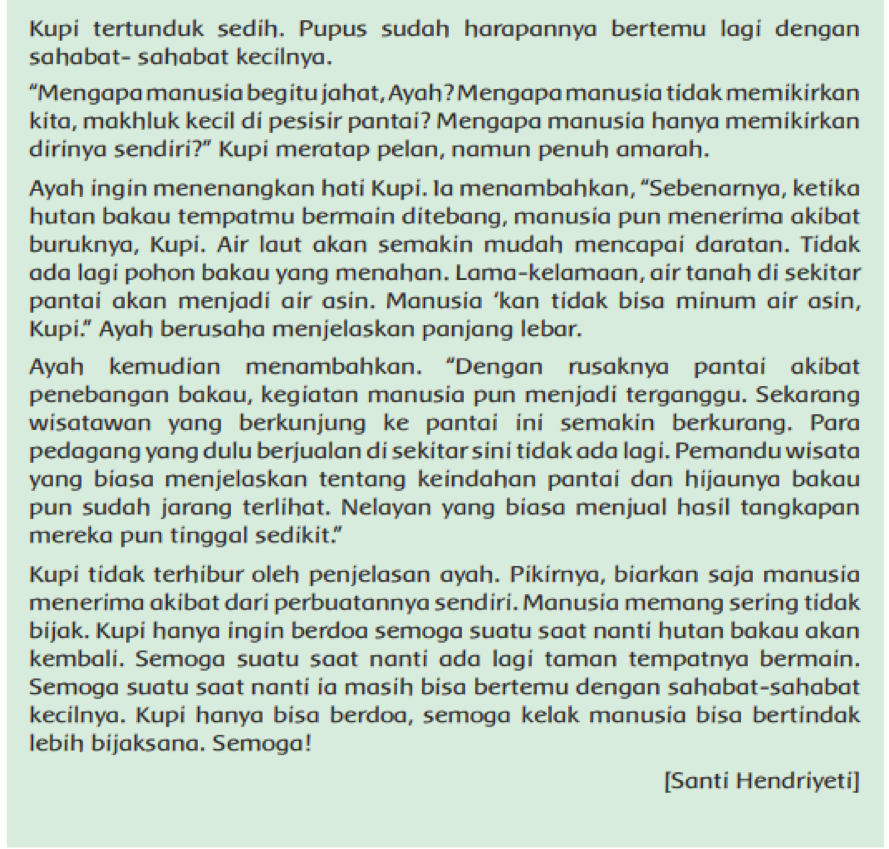 Kupi tertunduk sedih. Pupus sudah harapannya bertemu lagi dengan
sahabat- sahabat kecilnya.
“Mengapa manusia begitu jahat, Ayah? Mengapa manusia tidak memikirkan
kita, makhluk kecil di pesisir pantai? Mengapa manusia hanya memikirkan
dirinya sendiri?” Kupi meratap pelan, namun penuh amarah.
Ayah ingin menenangkan hati Kupi. Ia menambahkan, “Sebenarnya, ketika
hutan bakau tempatmu bermain ditebang, manusia pun menerima akibat
buruknya, Kupi. Air laut akan semakin mudah mencapai daratan. Tidak
ada lagi pohon bakau yang menahan. Lama-kelamaan, air tanah di sekitar
pantai akan menjadi air asin. Manusia ‘kan tidak bisa minum air asin,
Kupi.” Ayah berusaha menjelaskan panjang lebar.
Ayah kemudian menambahkan. “Dengan rusaknya pantai akibat
penebangan bakau, kegiatan manusia pun menjadi terganggu. Sekarang
wisatawan yang berkunjung ke pantai ini semakin berkurang. Para
pedagang yang dulu berjualan di sekitar sini tidak ada lagi. Pemandu wisata
yang biasa menjelaskan tentang keindahan pantai dan hijaunya bakau
pun sudah jarang terlihat. Nelayan yang biasa menjual hasil tangkapan
mereka pun tinggal sedikit.”
Kupi tidak terhibur oleh penjelasan ayah. Pikirnya, biarkan saja manusia
menerima akibat dari perbuatannya sendiri. Manusia memang sering tidak
bijak. Kupi hanya ingin berdoa semoga suatu saat nanti hutan bakau akan
kembali. Semoga suatu saat nanti ada lagi taman tempatnya bermain.
Semoga suatu saat nanti ia masih bisa bertemu dengan sahabat-sahabat
kecilnya. Kupi hanya bisa berdoa, semoga kelak manusia bisa bertindak
lebih bijaksana. Semoga!
[Santi Hendriyeti]